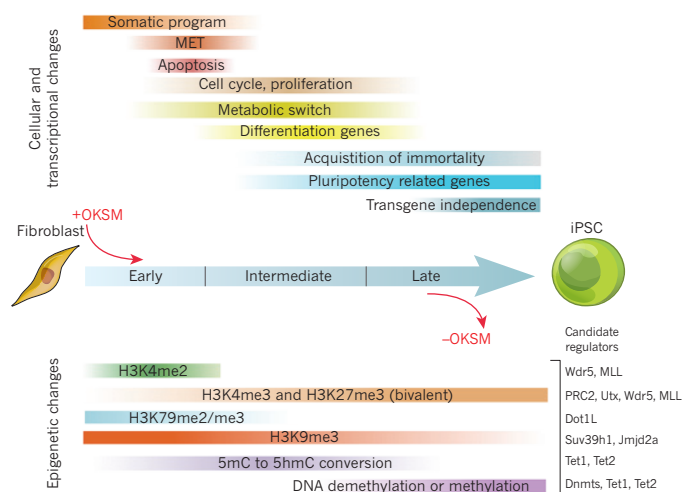 Cellular and
transcriptional changes
Somatic program
MET
Apoptosis
Cell cycle, proliferation
Metabolic switch
Differentiation genes
Acquistition of immortality
Pluripotency related genes
Transgene independence
+OKSM
Fibroblast
iPSC
Early
Intermediate
Late
–OKSM
Candidate
regulators
Epigenetic changes
H3K4me2
Wdr5, MLL
H3K4me3 and H3K27me3 (bivalent)
PRC2, Utx, Wdr5, MLL
H3K79me2/me3
Dot1L
H3K9me3
Suv39h1, Jmjd2a
5mC to 5hmC conversion
Tet1, Tet2
DNA demethylation or methylation
Dnmts, Tet1, Tet2